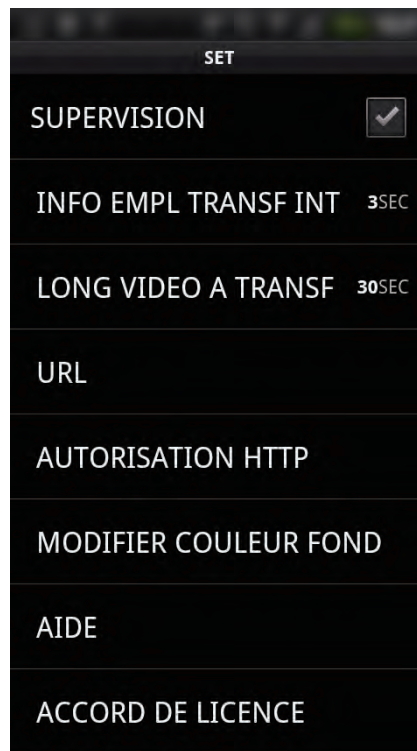 SET
SUPERVISION
INFO EMPL TRANSF INT 3SEC
LONG VIDEO A TRANSF 30SEC
URL
AUTORISATION HTTP
MODIFIER COULEUR FOND
AIDE
ACCORD DE LICENCE